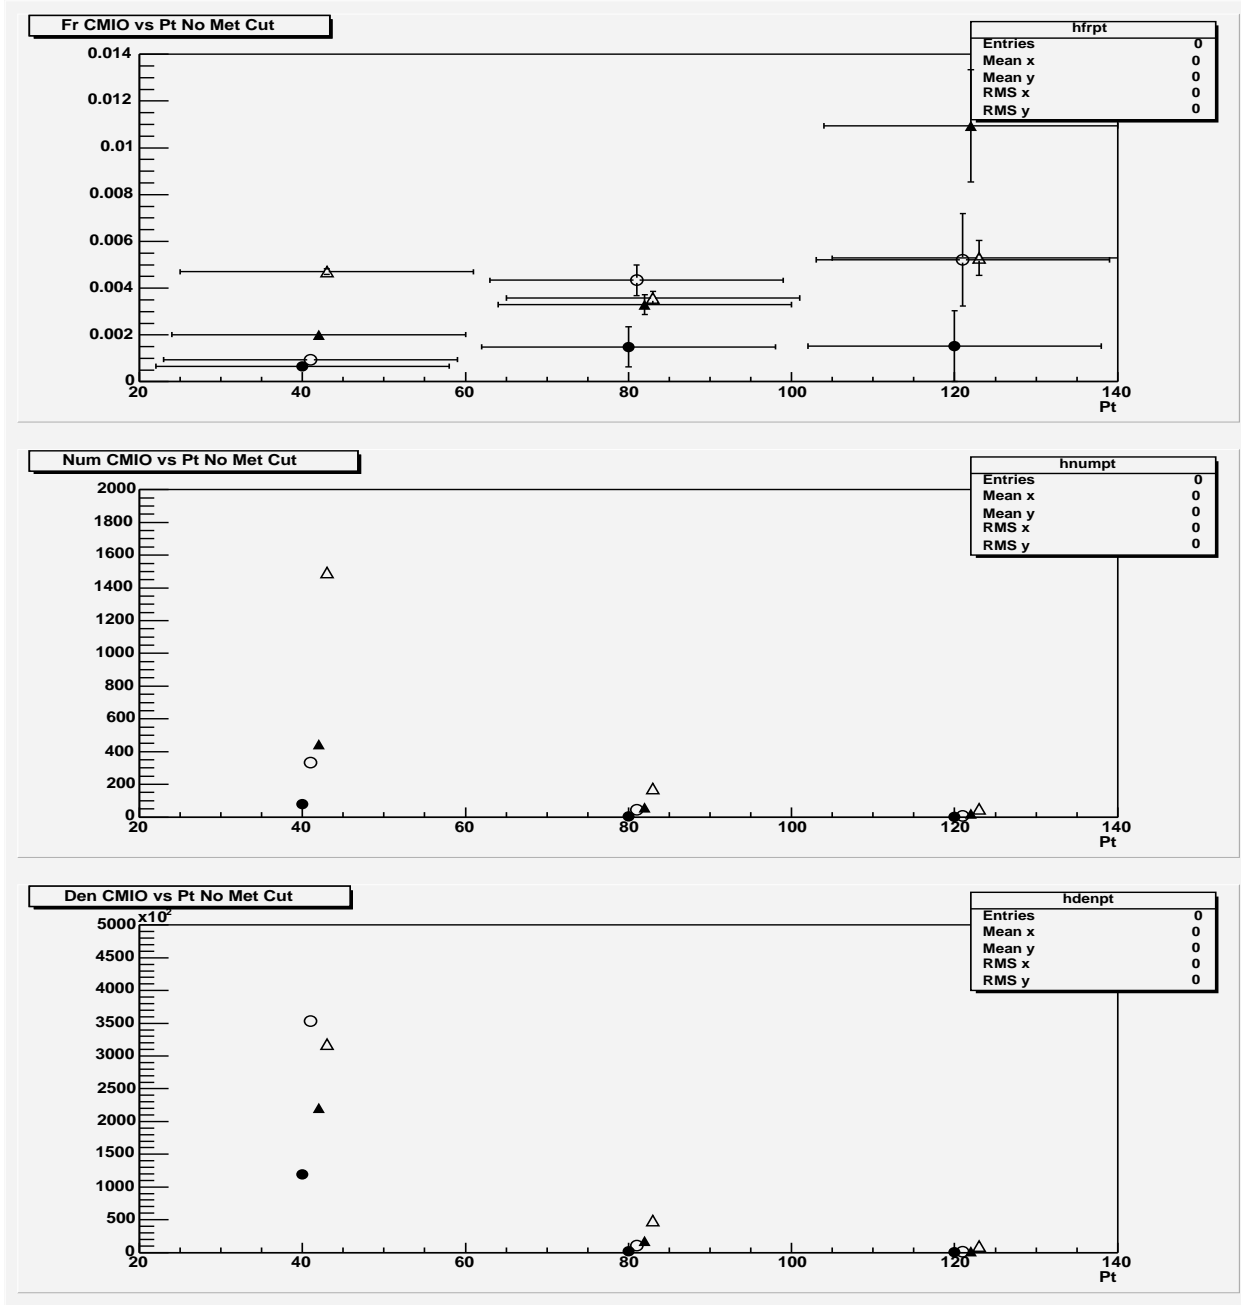 Fr CMIO vs Pt No Met Cut
hfrpt
Entries 0
Mean x 0
Mean y 0
RMS x 0
RMS y 0
0.014
0.012
0.01
0.008
0.006
0.004
0.002
0
20 40 60 80 100 120 140
Pt
Num CMIO vs Pt No Met Cut
hnumpt
Entries 0
Mean x 0
Mean y 0
RMS x 0
RMS y 0
2000
1800
1600
1400
1200
1000
800
600
400
200
0
20 40 60 80 100 120 140
Pt
Den CMIO vs Pt No Met Cut
hdenpt
Entries 0
Mean x 0
Mean y 0
RMS x 0
RMS y 0
x10²
5000
4500
4000
3500
3000
2500
2000
1500
1000
500
0
20 40 60 80 100 120 140
Pt